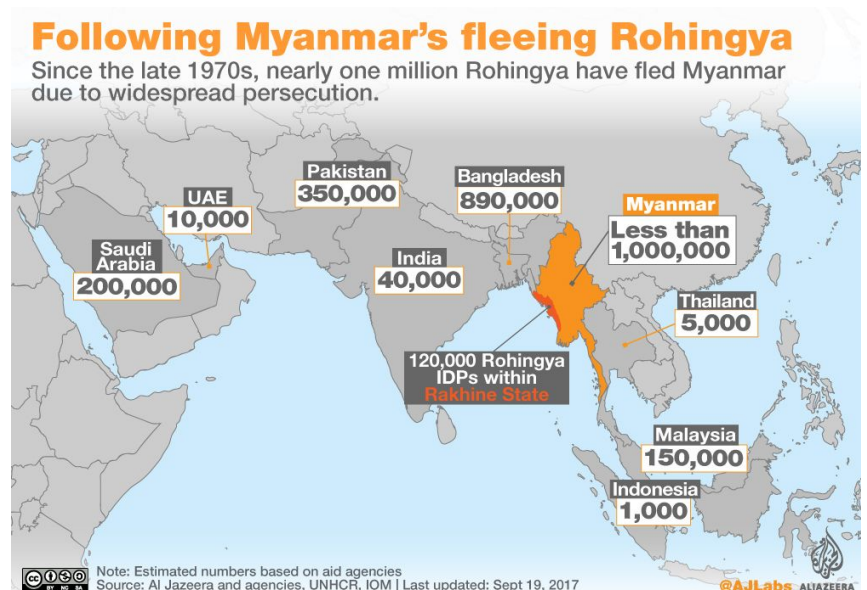 Following Myanmar's fleeing Rohingya
Since the late 1970s, nearly one million Rohingya have fled Myanmar
due to widespread persecution.
Pakistan
350,000
Bangladesh
890,000
UAE
10,000
Myanmar
Less than
1,000,000
Saudi
Arabia
200,000
India
40,000
Thailand
5,000
120,000 Rohingya
IDPs within
Rakhine State
Malaysia
150,000
Indonesia
1,000
Note: Estimated numbers based on aid agencies
Source: Al Jazeera and agencies, UNHCR, IOM | Last updated: Sept 19, 2017
cc
BY NC SA
@AJLabs
ALJAZEERA